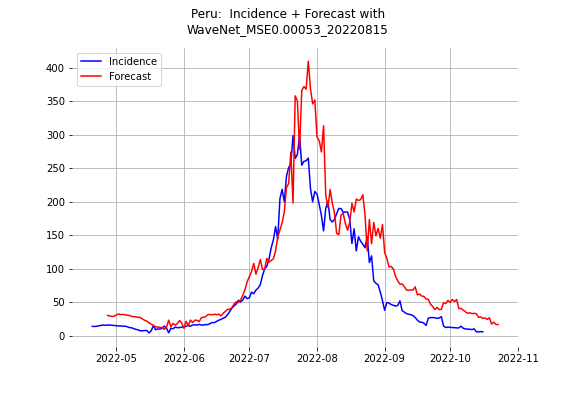 Peru:  Incidence + Forecast with
WaveNet_MSE0.00053_20220815
Incidence
Forecast
400
350
300
250
200
150
100
50
0
2022-05 2022-06 2022-07 2022-08 2022-09 2022-10 2022-11